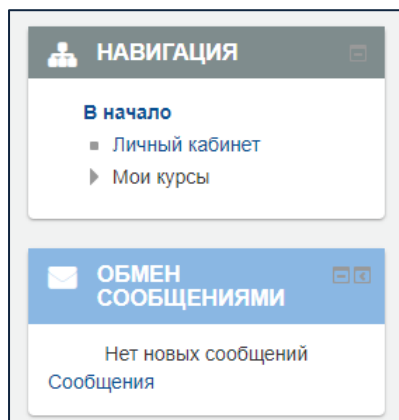 НАВИГАЦИЯ
В начало
Личный кабинет
Мои курсы
ОБМЕН
СООБЩЕНИЯМИ
Нет новых сообщений
Сообщения